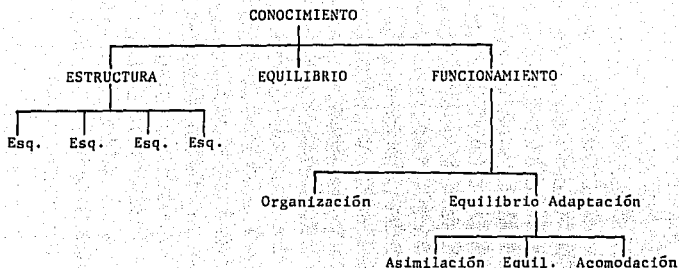 CONOCIMIENTO
ESTRUCTURA EQUILIBRIO FUNCIONAMIENTO
Esq. Esq. Esq. Esq.
Organización Equilibrio Adaptación
Asimilación Equil. Acomodación